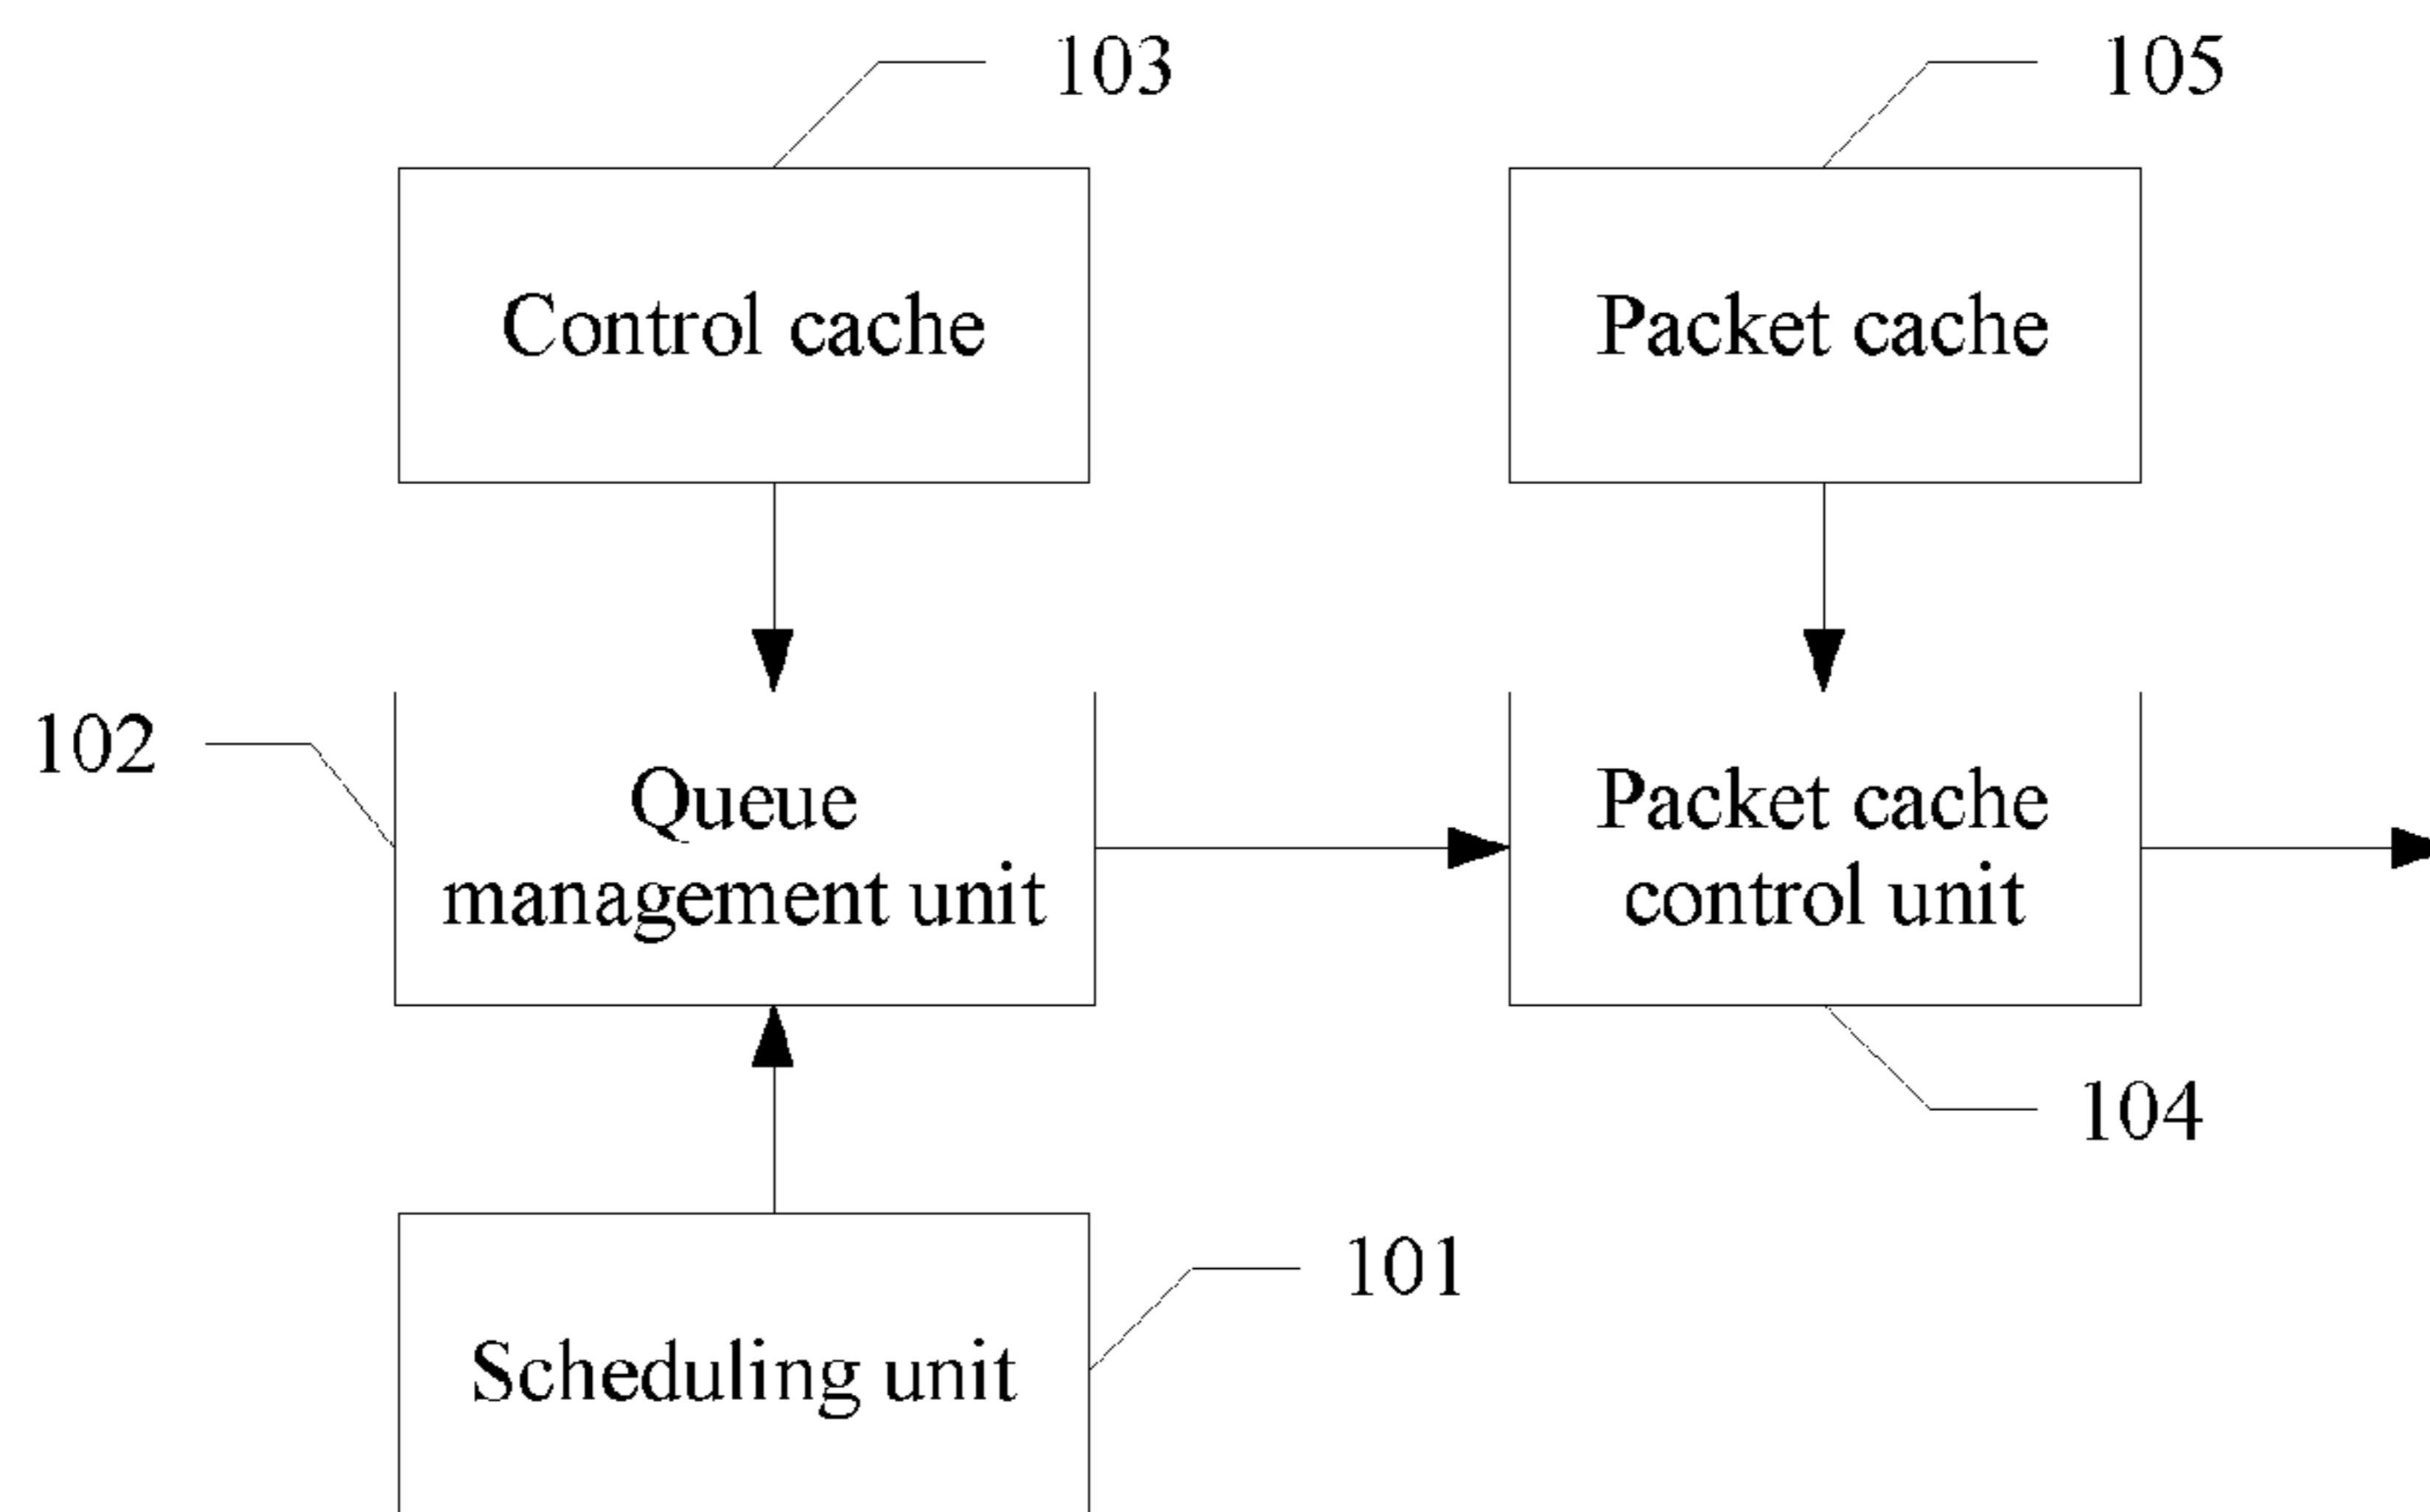 103
105
Control cache
Packet cache
102
Queue
management unit
Packet cache
control unit
104
101
Scheduling unit